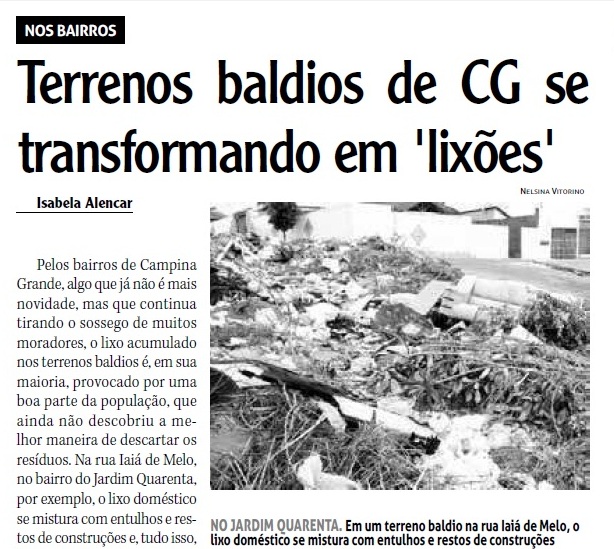 NOS BAIRROS
Terrenos baldios de CG se
transformando em 'lixões'
Isabela Alencar
NELSINA VITORINO
Pelos bairros de Campina
Grande, algo que já não é mais
novidade, mas que continua
tirando o sossego de muitos
moradores, o lixo acumulado
nos terrenos baldios é, em sua
maioria, provocado por uma
boa parte da população, que
ainda não descobriu a me-
lhor maneira de descartar os
resíduos. Na rua Iaiá de Melo,
no bairro do Jardim Quarenta,
por exemplo, o lixo doméstico
se mistura com entulhos e res-
tos de construções e, tudo isso,
NO JARDIM QUARENTA. Em um terreno baldio na rua Iaiá de Melo, o
lixo doméstico se mistura com entulhos e restos de construções